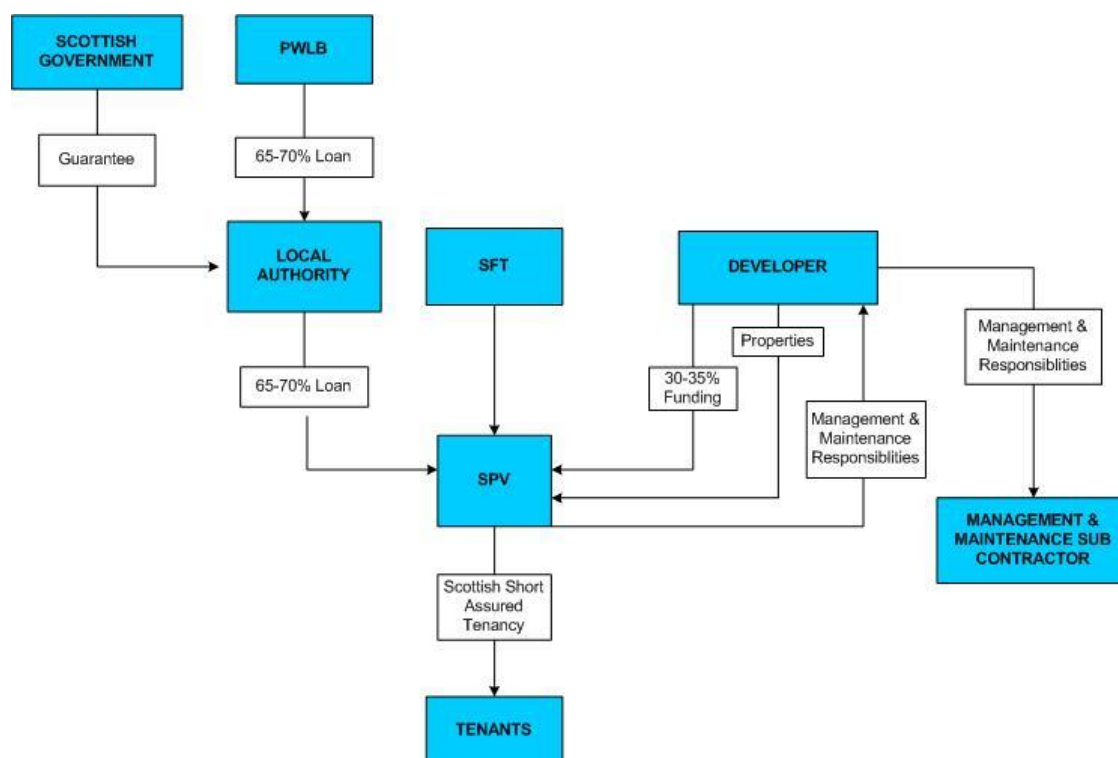 SCOTTISH
GOVERNMENT
PWLB
Guarantee
65-70% Loan
LOCAL
AUTHORITY
SFT
DEVELOPER
Management &
Maintenance
Responsiblities
Properties
65-70% Loan
30-35%
Funding
Management &
Maintenance
Responsiblities
SPV
MANAGEMENT &
MAINTENANCE SUB
CONTRACTOR
Scottish Short
Assured
Tenancy
TENANTS